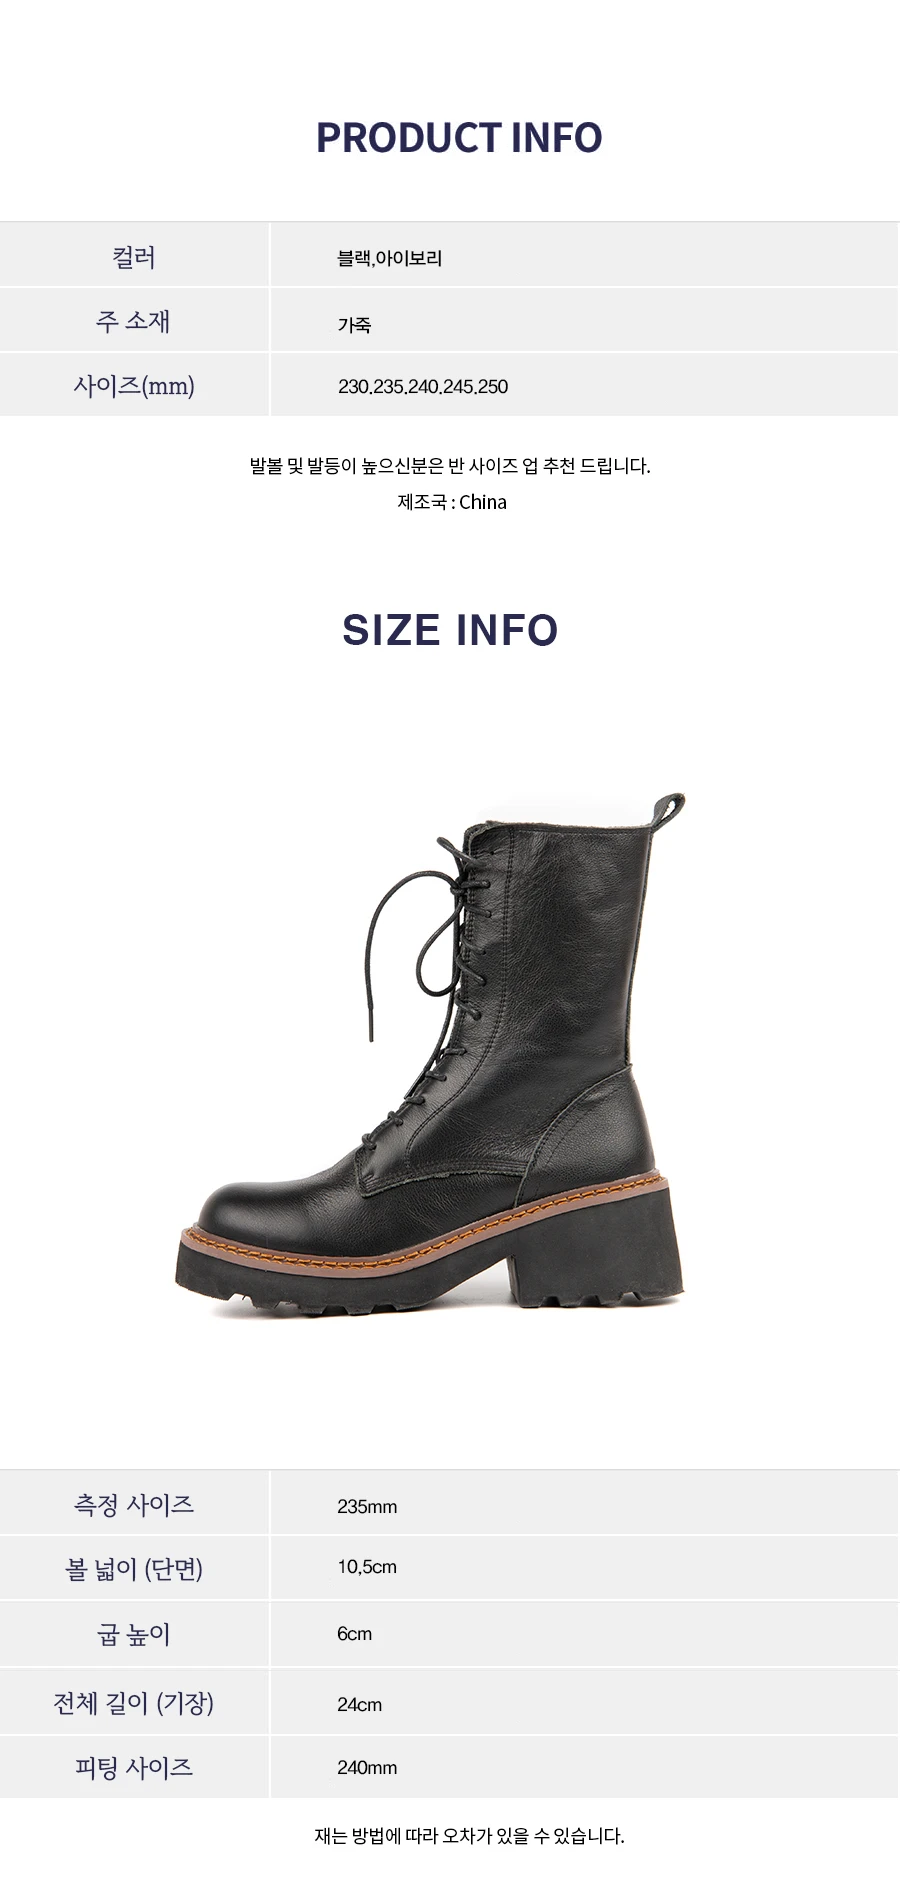 PRODUCT INFO
컬러 블랙,아이보리
주 소재 가죽
사이즈(mm) 230.235.240.245.250
발볼 및 발등이 높으신분은 반 사이즈 업 추천 드립니다.
제조국 : China
SIZE INFO
측정 사이즈 235mm
볼 넓이 (단면) 10,5cm
굽 높이 6cm
전체 길이 (기장) 24cm
피팅 사이즈 240mm
재는 방법에 따라 오차가 있을 수 있습니다.